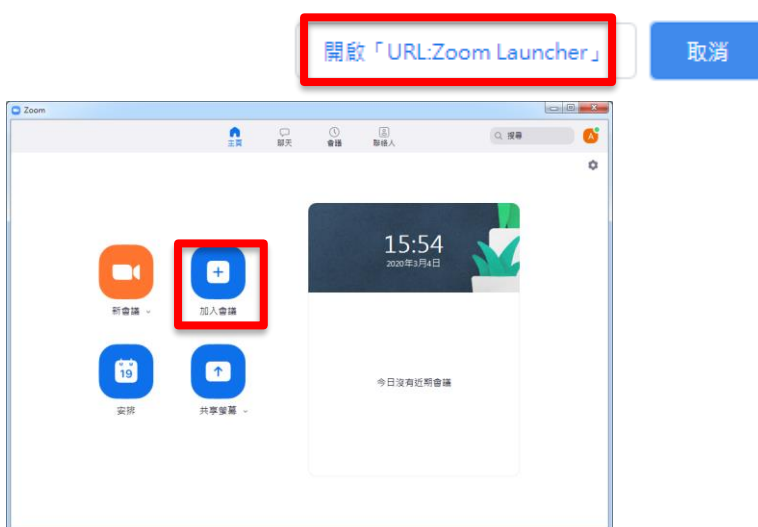 開啟「URL:Zoom Launcher」
取消
Zoom
主頁
聊天
會議
聯絡人
搜尋
A
15:54
2020年3月4日
新會議
加入會議
19
安排
共享螢幕
今日沒有近期會議